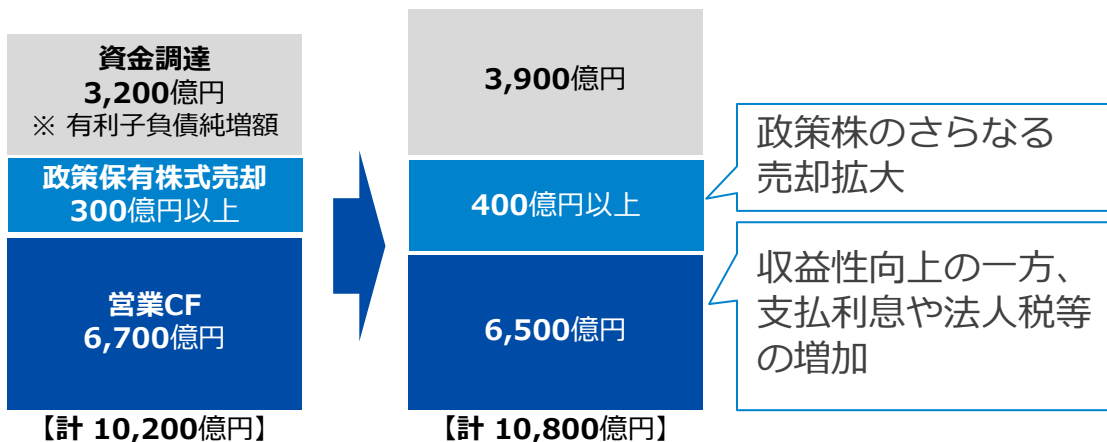 資金調達
3,200億円
※ 有利子負債純増額
政策保有株式売却
300億円以上
営業CF
6,700億円
【計 10,200億円】
3,900億円
400億円以上
6,500億円
【計 10,800億円】
政策株のさらなる
売却拡大
収益性向上の一方、
支払利息や法人税等
の増加